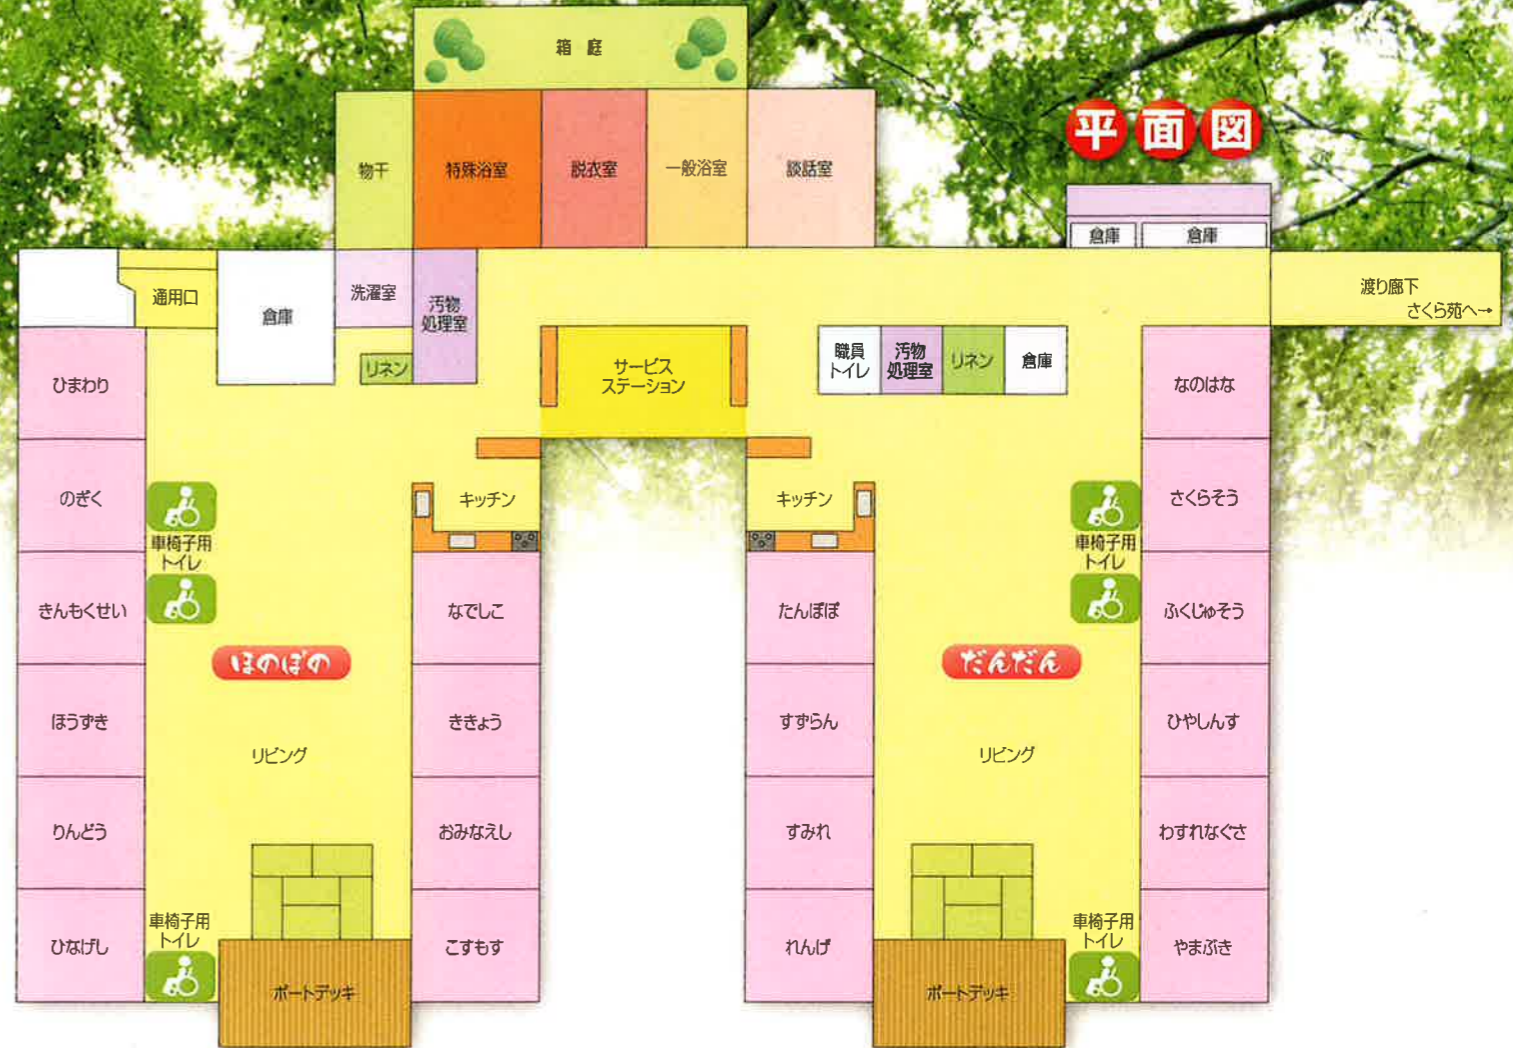 箱庭
平面図
物干
特殊浴室
脱衣室
一般浴室
談話室
倉庫
倉庫
通用口
倉庫
洗濯室
汚物
処理室
リネン
サービス
ステーション
職員
トイレ
汚物
処理室
リネン
倉庫
渡り廊下
さくら苑へ→
ひまわり
のぎく
きんもくせい
ほうずき
りんどう
ひなげし
車椅子用
トイレ
ほのぼの
リビング
車椅子用
トイレ
ポートデッキ
キッチン
なでしこ
ききょう
おみなえし
こすもす
キッチン
たんぽぽ
すずらん
すみれ
れんげ
だんだん
リビング
ポートデッキ
車椅子用
トイレ
車椅子用
トイレ
なのはな
さくらそう
ふくじゅそう
ひやしんす
わすれなぐさ
やまぶき